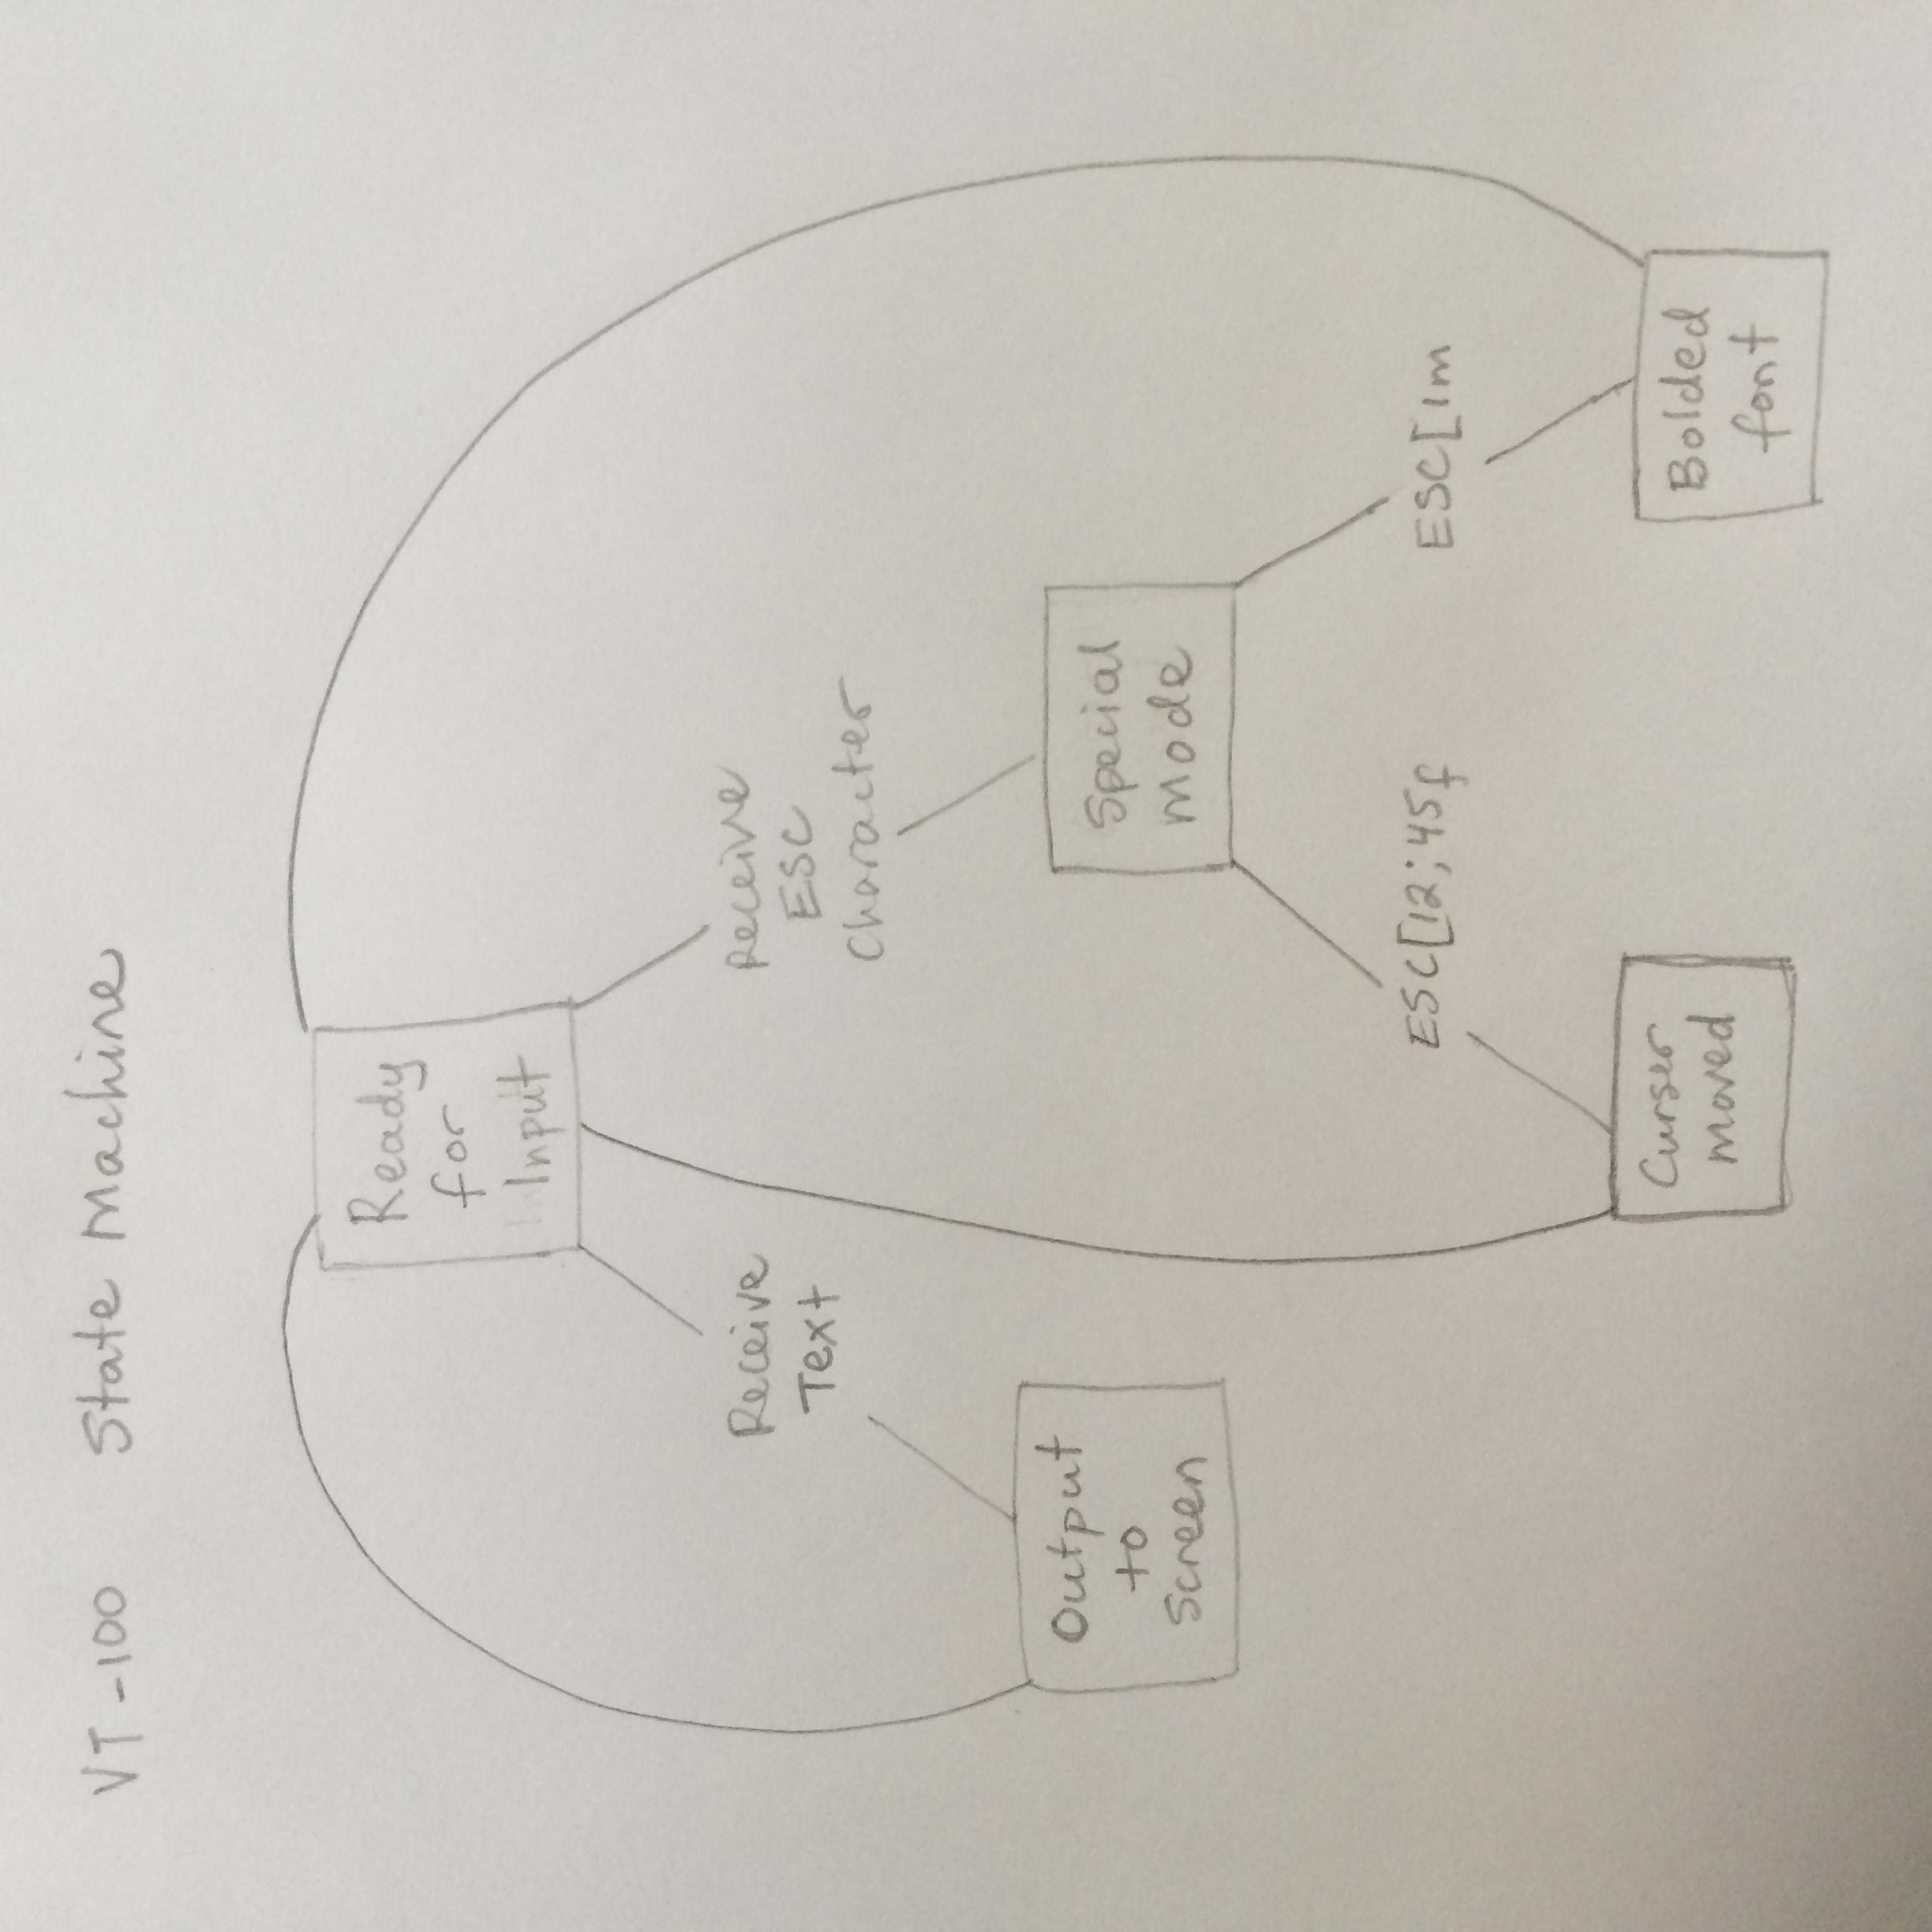 VT-100 State Machine
Ready
for
Input
Receive
Text
Receive
ESC
Character
Output
to
Screen
Special
mode
ESC[12;45f
ESC[1m
Curser
moved
Bolded
font